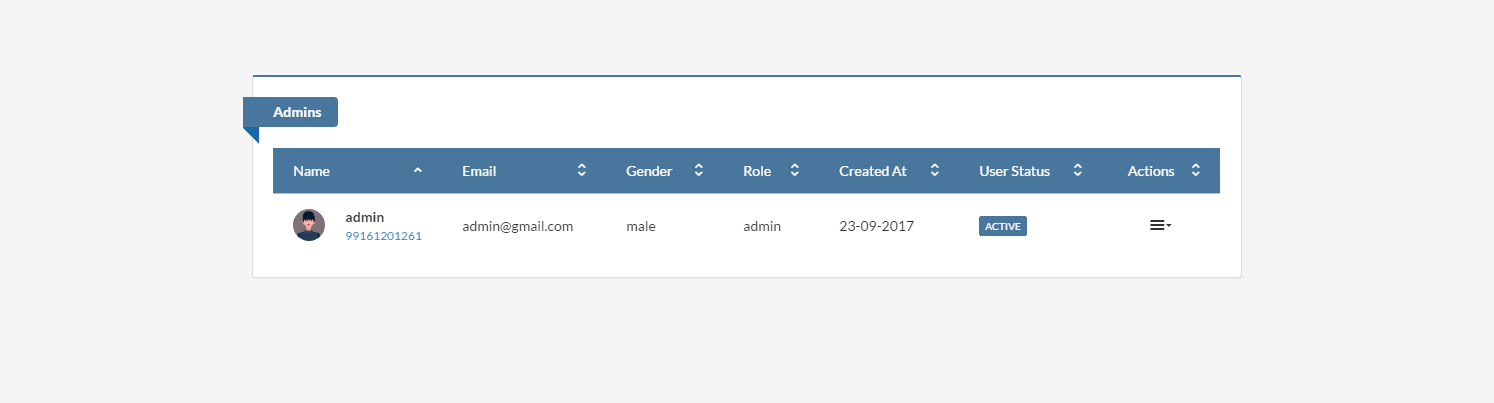 Admins
Name Email Gender Role Created At User Status Actions
admin
99161201261
admin@gmail.com male admin 23-09-2017 ACTIVE